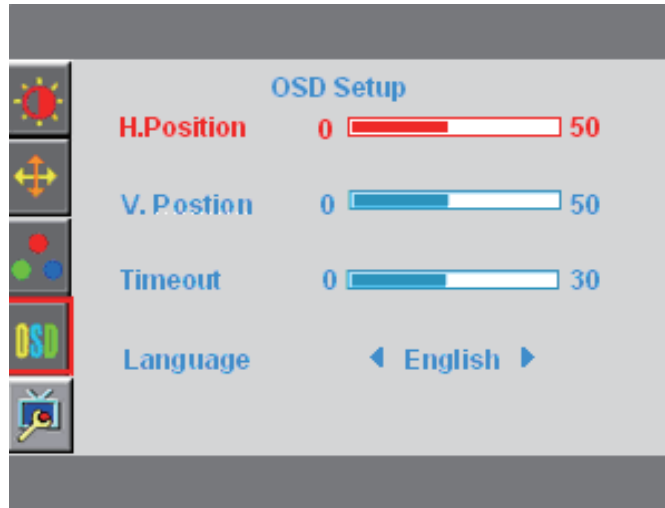 OSD Setup
H.Position 0 50
V. Postion 0 50
Timeout 0 30
OSD
Language English